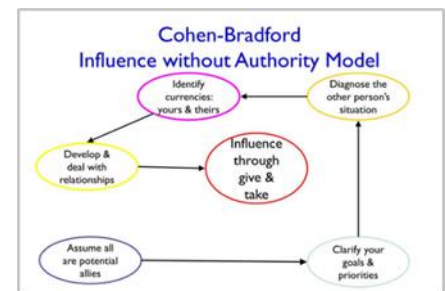 Cohen-Bradford
Influence without Authority Model
Identify
currencies:
yours & theirs
Diagnose the
other person's
situation
Develop &
deal with
relationships
Influence
through
give &
take
Assume all
are potential
allies
Clarify your
goals &
priorities